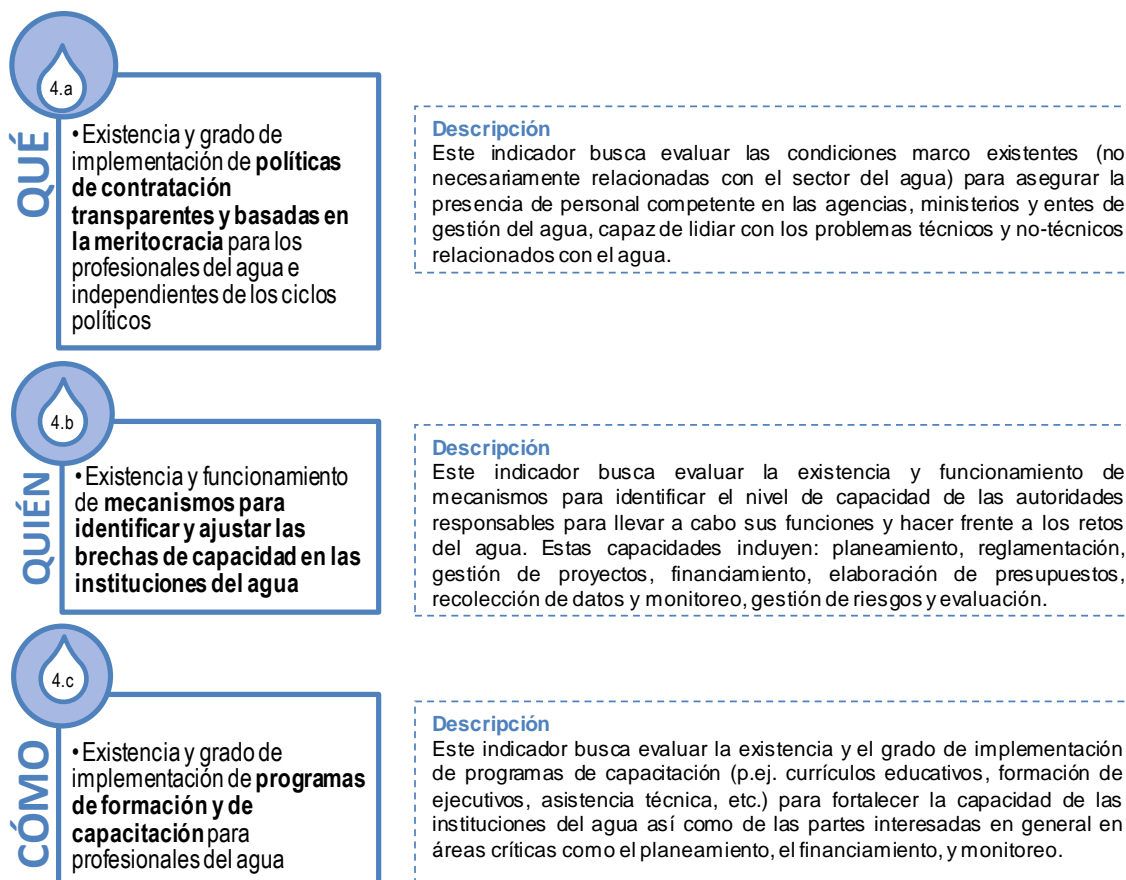 4.a
QUÉ
•Existencia y grado de
implementación de políticas
de contratación
transparentes y basadas en
la meritocracia para los
profesionales del agua e
independientes de los ciclos
políticos
Descripción
Este indicador busca evaluar las condiciones marco existentes (no
necesariamente relacionadas con el sector del agua) para asegurar la
presencia de personal competente en las agencias, ministerios y entes de
gestión del agua, capaz de lidiar con los problemas técnicos y no-técnicos
relacionados con el agua.
4.b
QUIÉN
•Existencia y funcionamiento
de mecanismos para
identificar y ajustar las
brechas de capacidad en las
instituciones del agua
Descripción
Este indicador busca evaluar la existencia y funcionamiento de
mecanismos para identificar el nivel de capacidad de las autoridades
responsables para llevar a cabo sus funciones y hacer frente a los retos
del agua. Estas capacidades incluyen: planeamiento, reglamentación,
gestión de proyectos, financiamiento, elaboración de presupuestos,
recolección de datos y monitoreo, gestión de riesgos y evaluación.
4.c
CÓMO
•Existencia y grado de
implementación de programas
de formación y de
capacitación para
profesionales del agua
Descripción
Este indicador busca evaluar la existencia y el grado de implementación
de programas de capacitación (p.ej. currículos educativos, formación de
ejecutivos, asistencia técnica, etc.) para fortalecer la capacidad de las
instituciones del agua así como de las partes interesadas en general en
áreas críticas como el planeamiento, el financiamiento, y monitoreo.